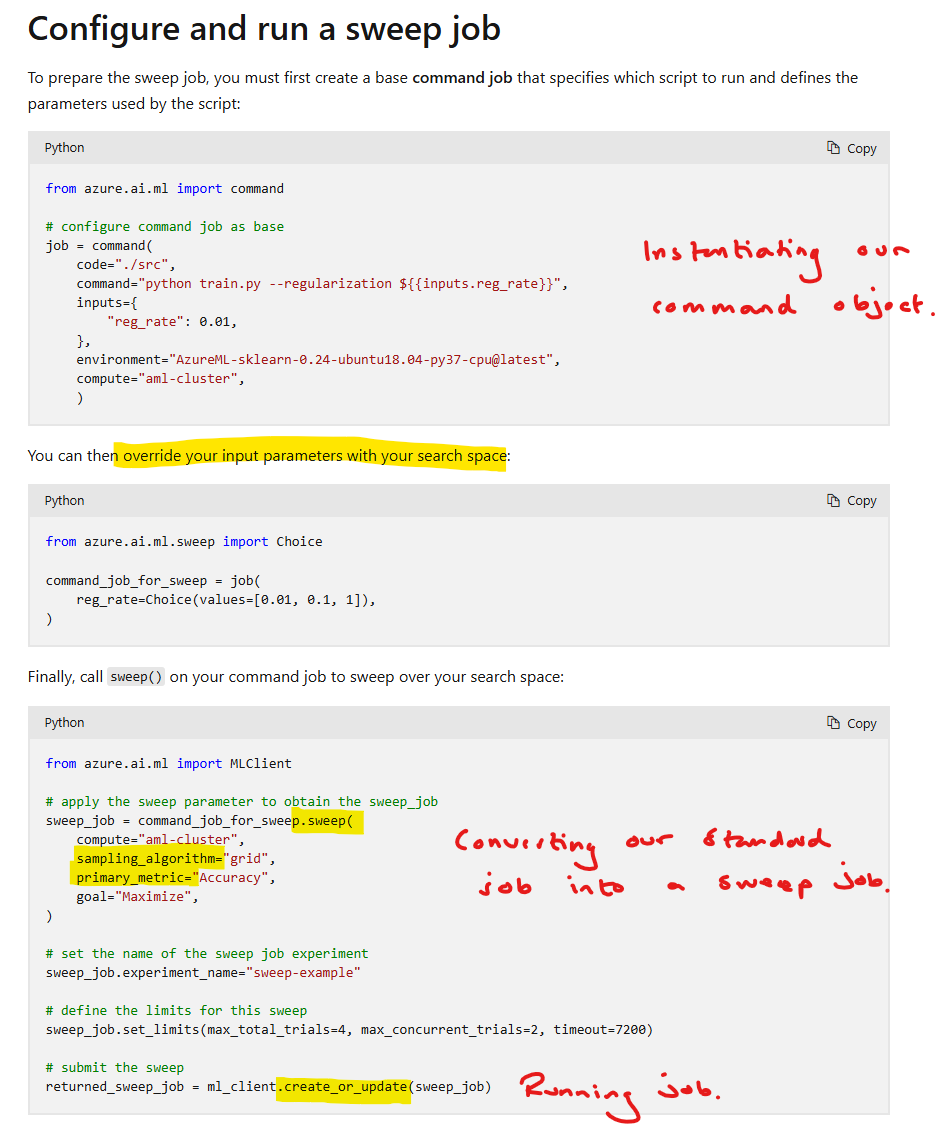 Configure and run a sweep job
To prepare the sweep job, you must first create a base command job that specifies which script to run and defines the
parameters used by the script:
Python
Copy
from azure.ai.ml import command
# configure command job as base
job = command(
    code="./src",
    command="python train.py --regularization ${{inputs.reg_rate}}",
    inputs={
        "reg_rate": 0.01,
    },
    environment="AzureML-sklearn-0.24-ubuntu18.04-py37-cpu@latest",
    compute="aml-cluster",
    )
Instantiating our
command object.
You can then override your input parameters with your search space:
Python
Copy
from azure.ai.ml.sweep import Choice
command_job_for_sweep = job(
    reg_rate=Choice(values=[0.01, 0.1, 1]),
)
Finally, call sweep() on your command job to sweep over your search space:
Python
Copy
from azure.ai.ml import MLClient
# apply the sweep parameter to obtain the sweep_job
sweep_job = command_job_for_sweep.sweep(
    compute="aml-cluster",
    sampling_algorithm="grid",
    primary_metric="Accuracy",
    goal="Maximize",
)
Converting our standard
job into a sweep job.
# set the name of the sweep job experiment
sweep_job.experiment_name="sweep-example"
# define the limits for this sweep
sweep_job.set_limits(max_total_trials=4, max_concurrent_trials=2, timeout=7200)
# submit the sweep
returned_sweep_job = ml_client.create_or_update(sweep_job)
Running job.